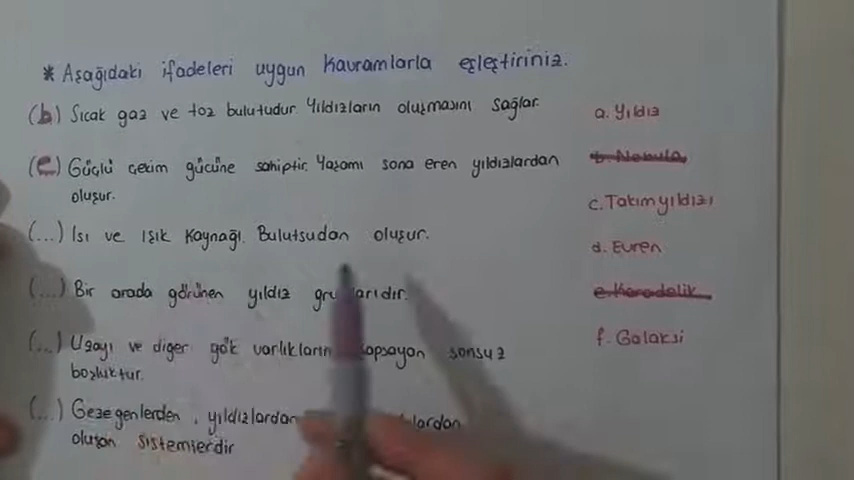 * Aşağıdaki ifadeleri uygun kavramlarla eşleştiriniz.
(b) Sıcak gaz ve toz bulutudur. Yıldızların oluşmasını sağlar.
(e) Güçlü çekim gücüne sahiptir. Yaşamı sona eren yıldızlardan
oluşur.
(...) Isı ve ışık kaynağı. Bulutsudan oluşur.
(...) Bir arada görünen yıldız
(...) Uzayı ve diğer gök varlıkların sonsuz
boşluktur.
(...) Gezegenlerden, yıldızlardan
oluşan sistemlerdir
a. Yıldız
b. Nebula
c. Takımyıldızı
d. Evren
e. Karadelik
f. Galaksi